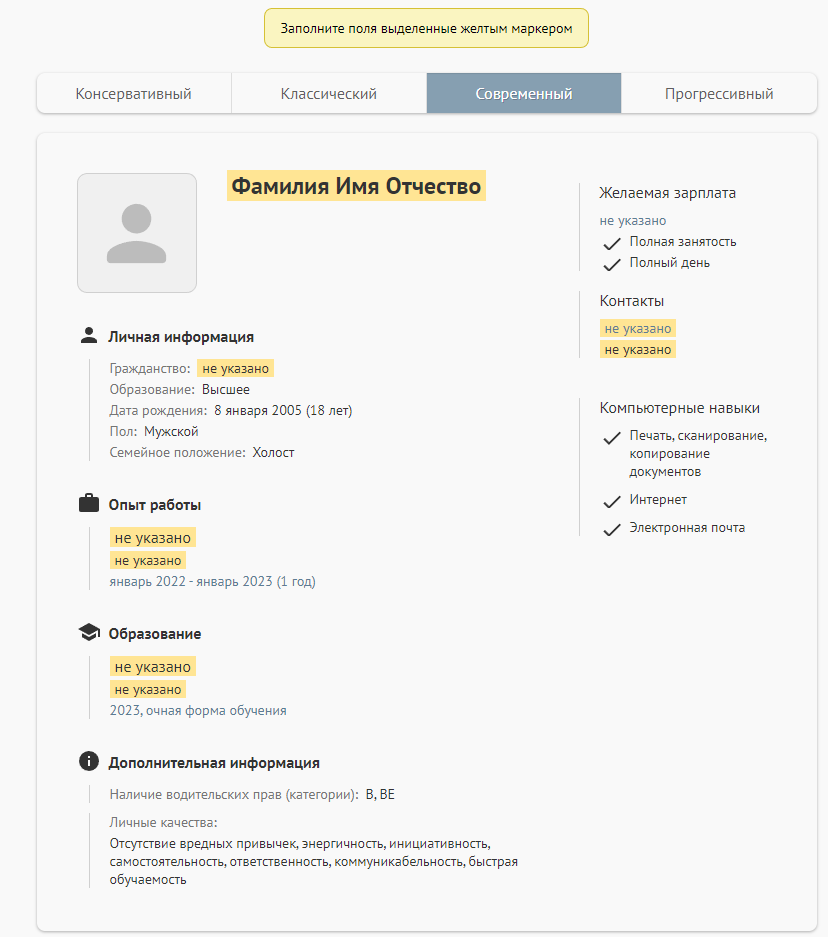 Заполните поля выделенные желтым маркером
Консервативный
Классический
Современный
Прогрессивный
Фамилия Имя Отчество
Личная информация
Гражданство: не указано
Образование: Высшее
Дата рождения: 8 января 2005 (18 лет)
Пол: Мужской
Семейное положение: Холост
Опыт работы
не указано
не указано
январь 2022 - январь 2023 (1 год)
Образование
не указано
не указано
2023, очная форма обучения
Дополнительная информация
Наличие водительских прав (категории): B, BE
Личные качества:
Отсутствие вредных привычек, энергичность, инициативность,
самостоятельность, ответственность, коммуникабельность, быстрая
обучаемость
Желаемая зарплата
не указано
Полная занятость
Полный день
Контакты
не указано
не указано
Компьютерные навыки
Печать, сканирование,
копирование
документов
Интернет
Электронная почта